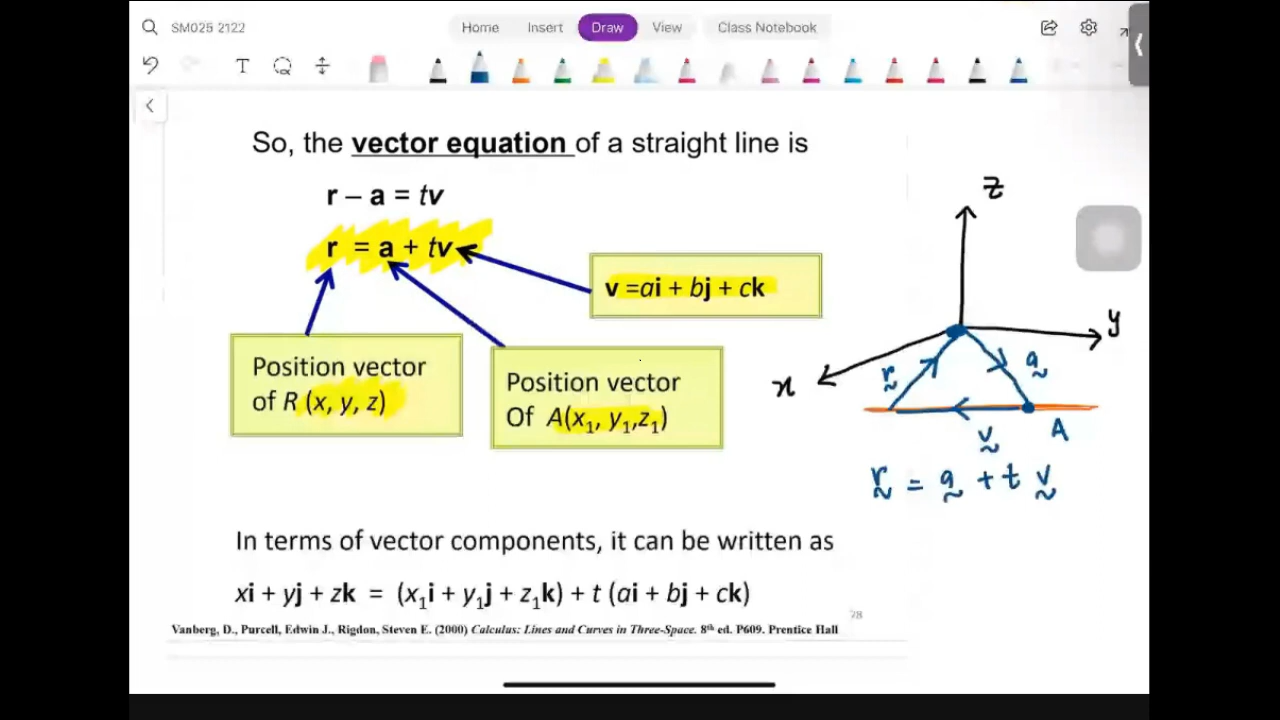 SM025 2122
Home Insert Draw View Class Notebook
T
So, the vector equation of a straight line is
r – a = tv
r = a + tv
v =ai + bj + ck
Position vector
of R (x, y, z)
Position vector
Of A(x₁, y₁,z₁)
z
y
x
r
a
v
A
r = a + t v
In terms of vector components, it can be written as
xi + yj + zk = (x₁i + y₁j + z₁k) + t (ai + bj + ck)
28
Vanberg, D., Purcell, Edwin J., Rigdon, Steven E. (2000) Calculus: Lines and Curves in Three-Space. 8th ed. P609. Prentice Hall